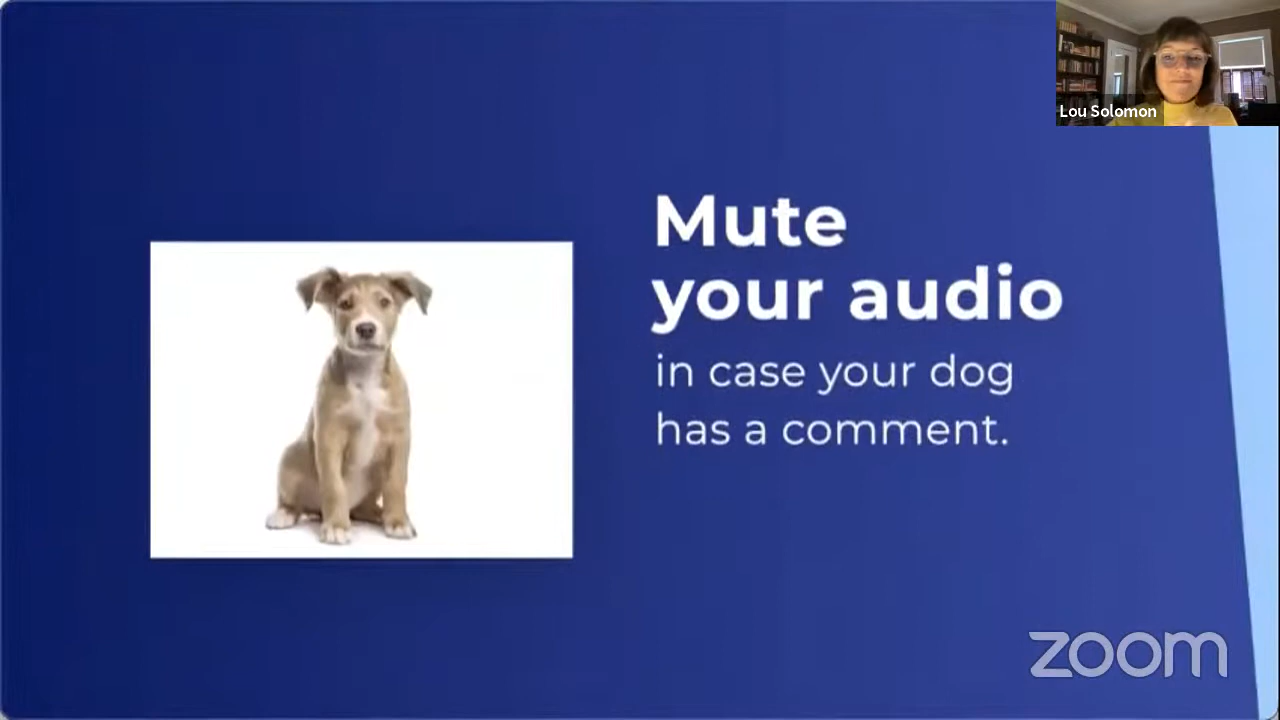 Lou Solomon
Mute
your audio
in case your dog
has a comment.
zoom